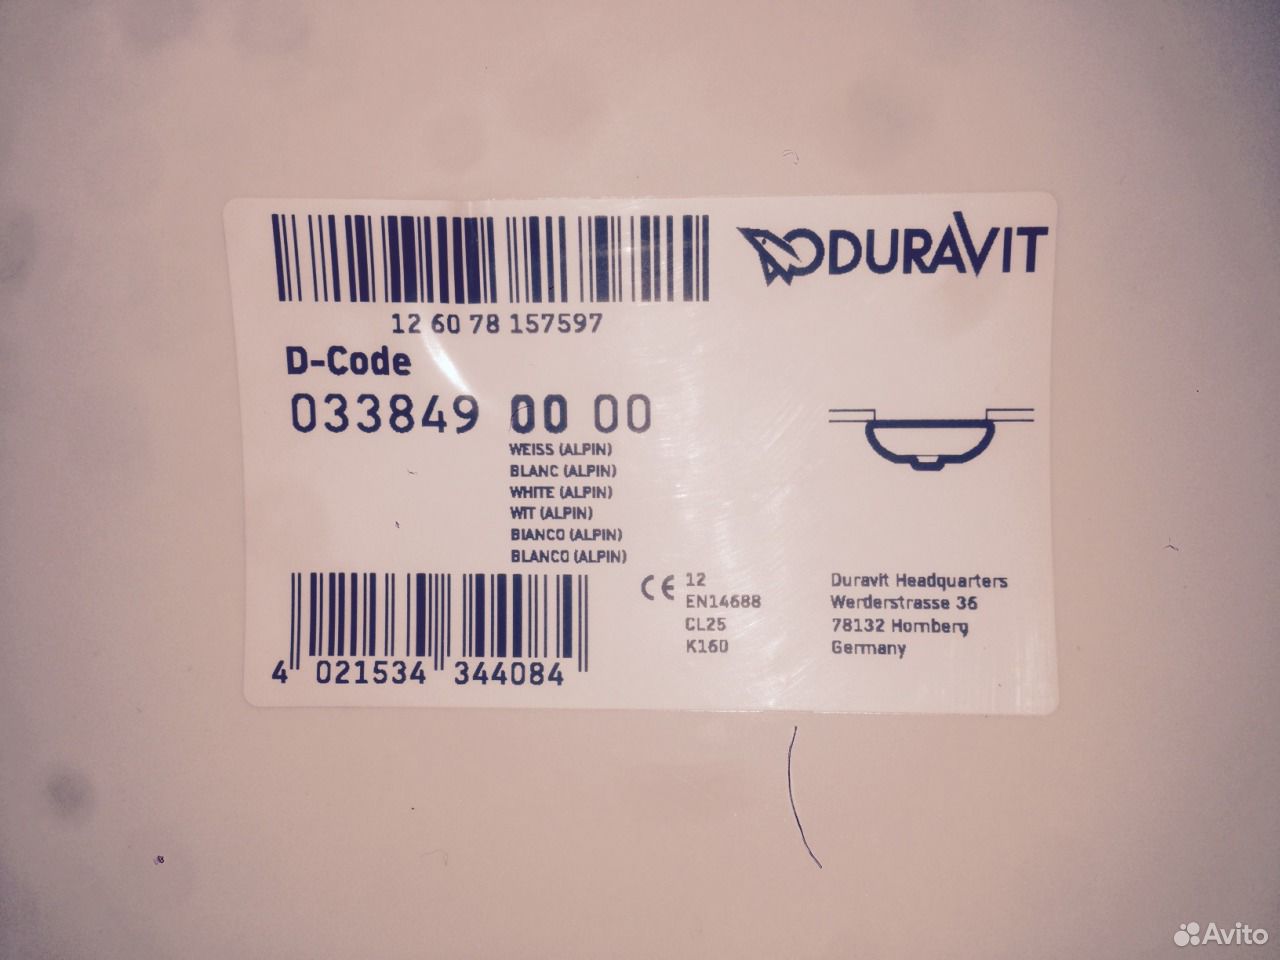 DURAVIT
12 60 78 157597
D-Code
033849 00 00
WEISS (ALPIN)
BLANC (ALPIN)
WHITE (ALPIN)
WIT (ALPIN)
BIANCO (ALPIN)
BLANCO (ALPIN)
CE 12
EN14688
CL25
K160
Duravit Headquarters
Werderstrasse 36
78132 Hornberg
Germany
4 021534 344084
Avito